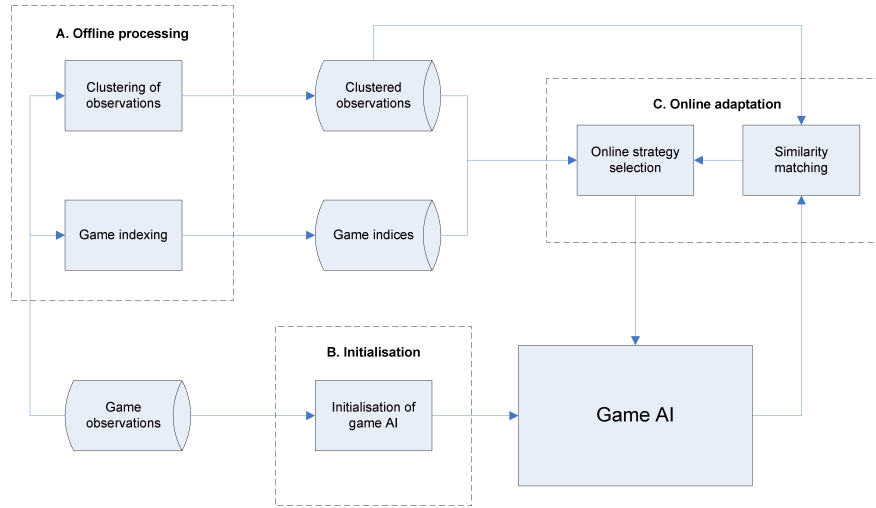 A. Offline processing
Clustering of
observations
Clustered
observations
C. Online adaptation
Online strategy
selection
Similarity
matching
Game indexing
Game indices
B. Initialisation
Game
observations
Initialisation of
game AI
Game AI